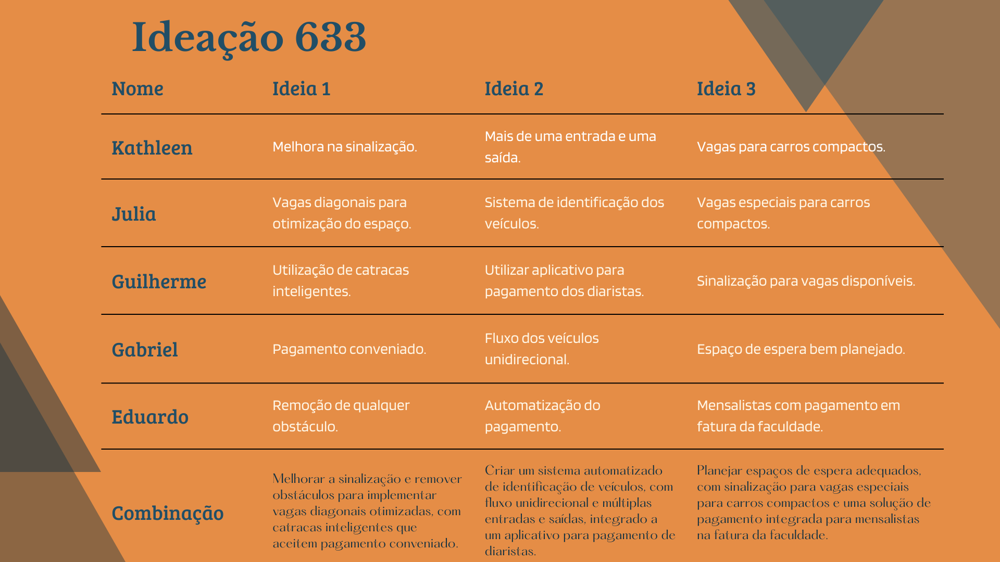 Ideação 633
Nome
Ideia 1
Ideia 2
Ideia 3
Kathleen
Melhora na sinalização.
Mais de uma entrada e uma
saída.
Vagas para carros compactos.
Julia
Vagas diagonais para
otimização do espaço.
Sistema de identificação dos
veículos.
Vagas especiais para carros
compactos.
Guilherme
Utilização de catracas
inteligentes.
Utilizar aplicativo para
pagamento dos diaristas.
Sinalização para vagas disponíveis.
Gabriel
Pagamento conveniado.
Fluxo dos veículos
unidirecional.
Espaço de espera bem planejado.
Eduardo
Remoção de qualquer
obstáculo.
Automatização do
pagamento.
Mensalistas com pagamento em
fatura da faculdade.
Combinação
Melhorar a sinalização e remover
obstáculos para implementar
vagas diagonais otimizadas, com
catracas inteligentes que
aceitem pagamento conveniado.
Criar um sistema automatizado
de identificação de veículos, com
fluxo unidirecional e múltiplas
entradas e saídas, integrado a
um aplicativo para pagamento de
diaristas.
Planejar espaços de espera adequados,
com sinalização para vagas especiais
para carros compactos e uma solução de
pagamento integrada para mensalistas
na fatura da faculdade.